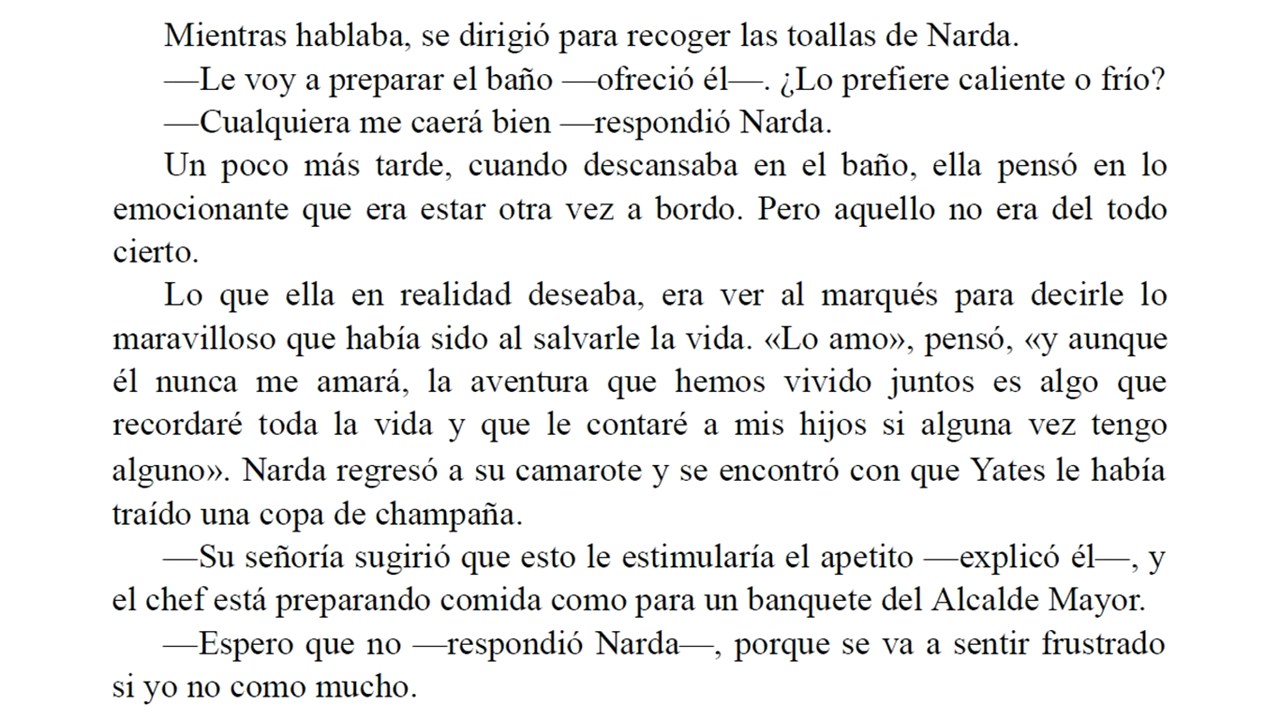 Mientras hablaba, se dirigió para recoger las toallas de Narda.
—Le voy a preparar el baño —ofreció él—. ¿Lo prefiere caliente o frío?
—Cualquiera me caerá bien —respondió Narda.
Un poco más tarde, cuando descansaba en el baño, ella pensó en lo
emocionante que era estar otra vez a bordo. Pero aquello no era del todo
cierto.
Lo que ella en realidad deseaba, era ver al marqués para decirle lo
maravilloso que había sido al salvarle la vida. «Lo amo», pensó, «y aunque
él nunca me amará, la aventura que hemos vivido juntos es algo que
recordaré toda la vida y que le contaré a mis hijos si alguna vez tengo
alguno». Narda regresó a su camarote y se encontró con que Yates le había
traído una copa de champaña.
—Su señoría sugirió que esto le estimularía el apetito —explicó él—, y
el chef está preparando comida como para un banquete del Alcalde Mayor.
—Espero que no —respondió Narda—, porque se va a sentir frustrado
si yo no como mucho.